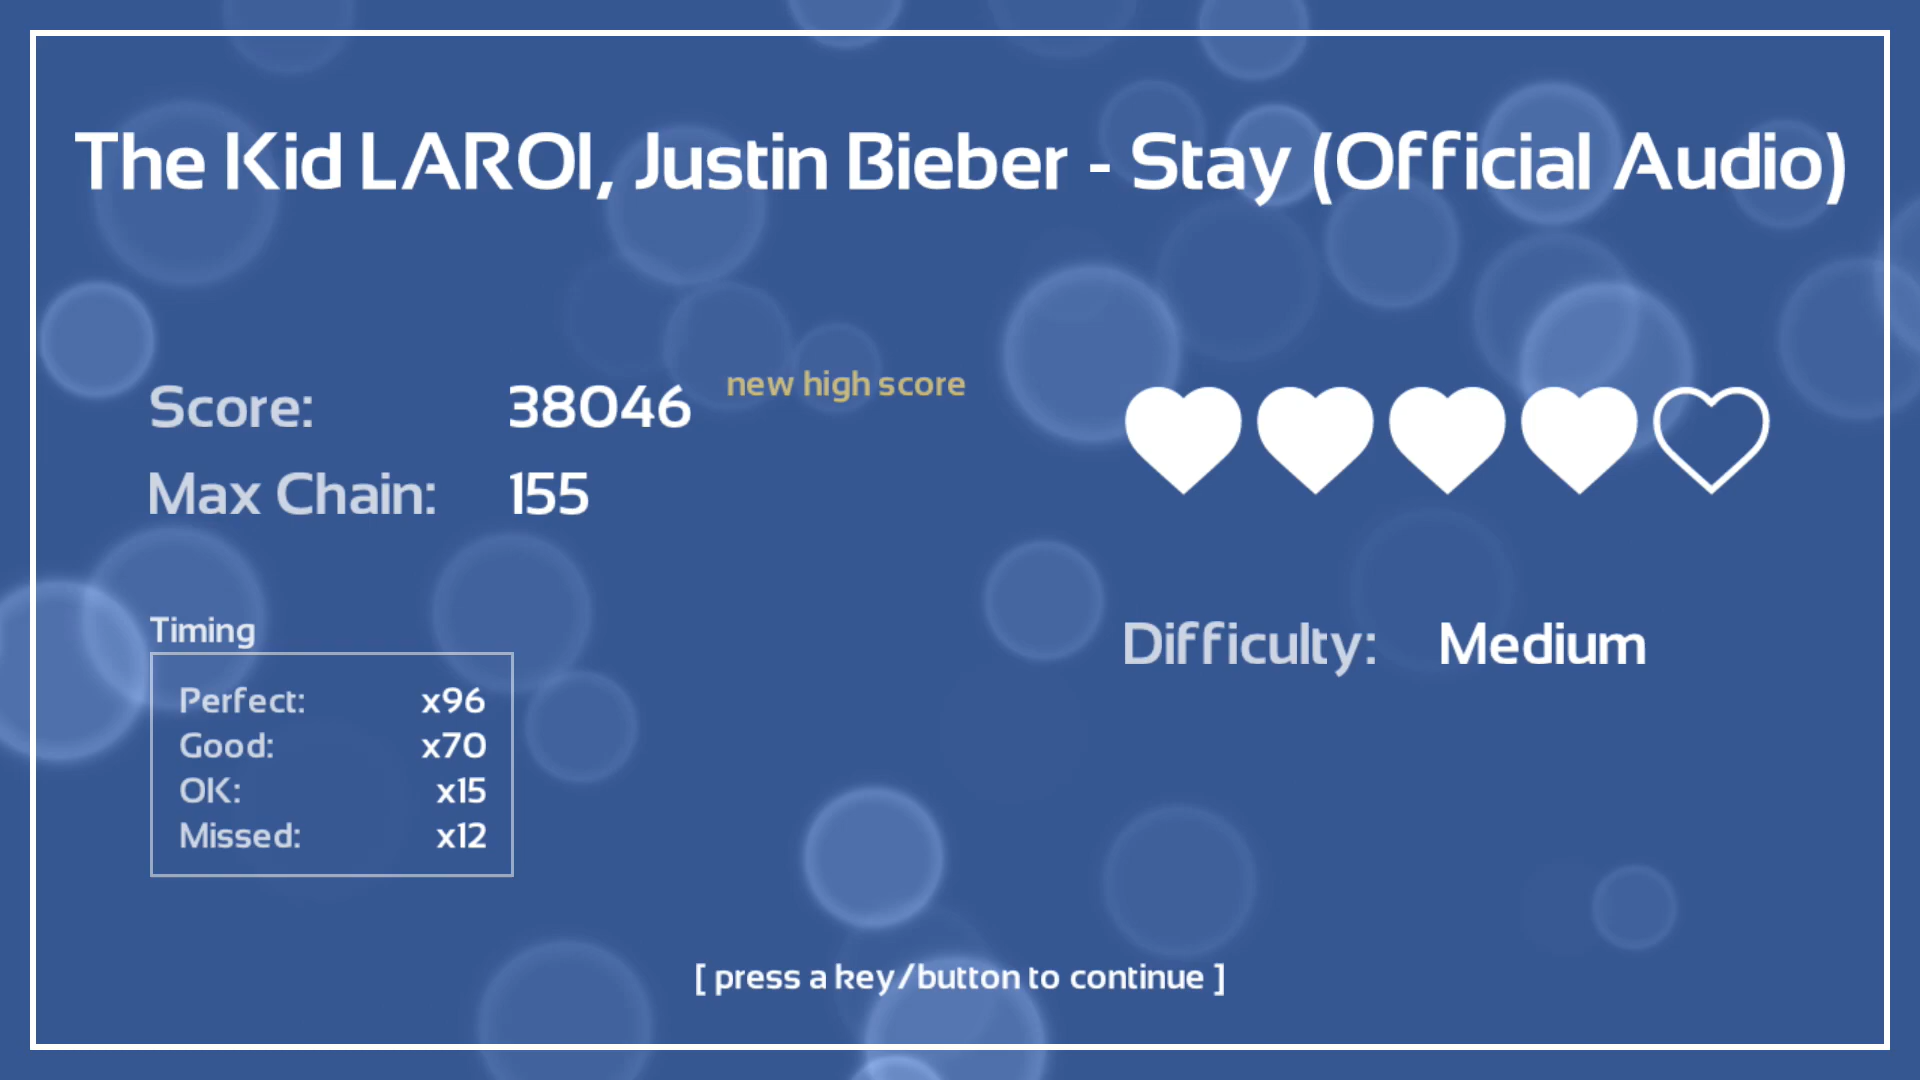 The Kid LAROI, Justin Bieber - Stay (Official Audio)
Score: 38046 new high score
Max Chain: 155
Timing
Perfect: x96
Good: x70
OK: x15
Missed: x12
Difficulty: Medium
[ press a key/button to continue ]